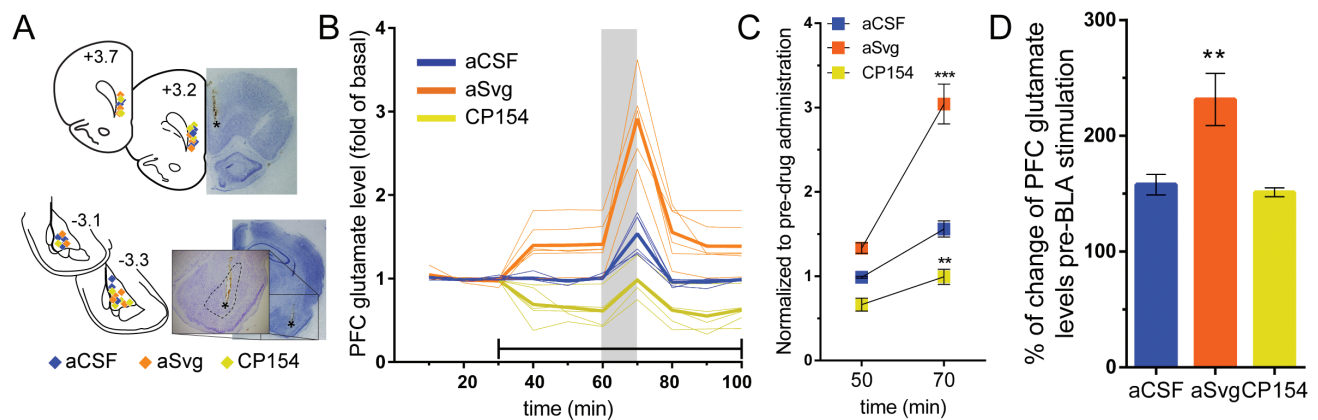 A
+3.7
+3.2
*
-3.1
-3.3
*
*
aCSF
aSvg
CP154
B
PFC glutamate level (fold of basal)
4
3
2
1
0
aCSF
aSvg
CP154
20
40
60
80
100
time (min)
C
Normalized to pre-drug administration
4
3
2
1
0
aCSF
aSvg
CP154
***
**
50
70
time (min)
D
% of change of PFC glutamate
levels pre-BLA stimulation
300
200
100
0
**
aCSF
aSvg
CP154